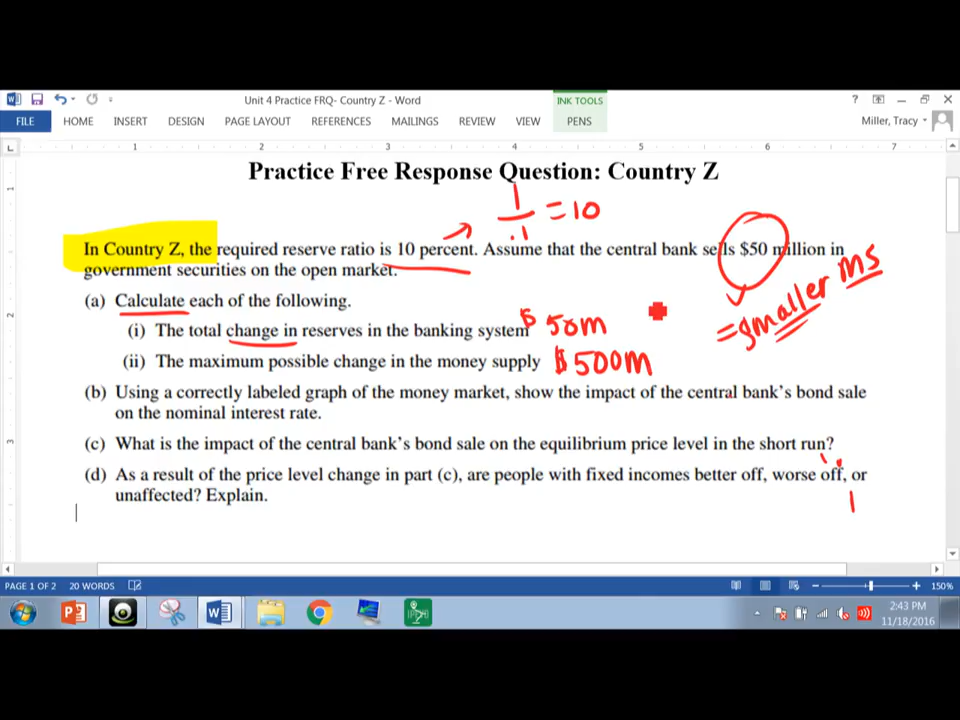 Unit 4 Practice FRQ- Country Z - Word
INK TOOLS
FILE HOME INSERT DESIGN PAGE LAYOUT REFERENCES MAILINGS REVIEW VIEW PENS
Miller, Tracy
1 2 3 4 5 6 7
Practice Free Response Question: Country Z
1/.1 = 10
In Country Z, the required reserve ratio is 10 percent. Assume that the central bank sells $50 million in
government securities on the open market.
= smaller MS
(a) Calculate each of the following.
(i) The total change in reserves in the banking system $50m
(ii) The maximum possible change in the money supply $500M
(b) Using a correctly labeled graph of the money market, show the impact of the central bank's bond sale
on the nominal interest rate.
(c) What is the impact of the central bank's bond sale on the equilibrium price level in the short run?
(d) As a result of the price level change in part (c), are people with fixed incomes better off, worse off, or
unaffected? Explain.
PAGE 1 OF 2 20 WORDS 150%
2:43 PM
11/18/2016